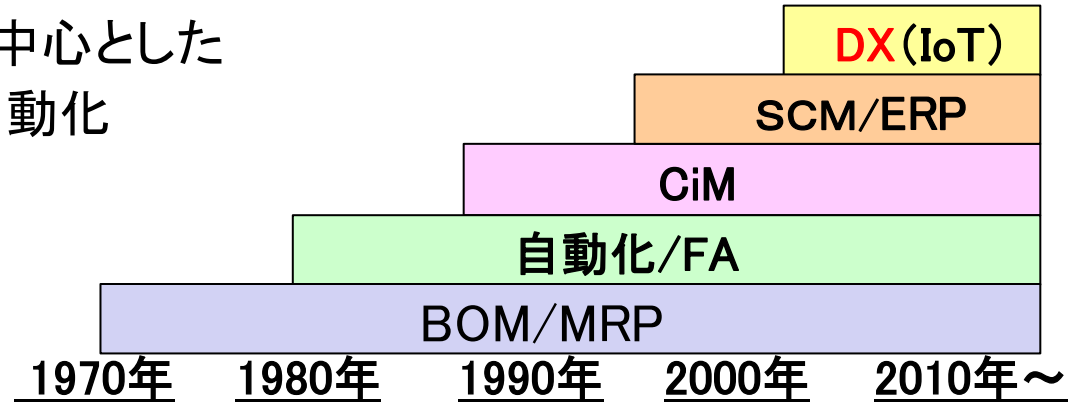 中心とした
動化
DX(IoT)
SCM/ERP
CiM
自動化/FA
BOM/MRP
1970年 1980年 1990年 2000年 2010年～